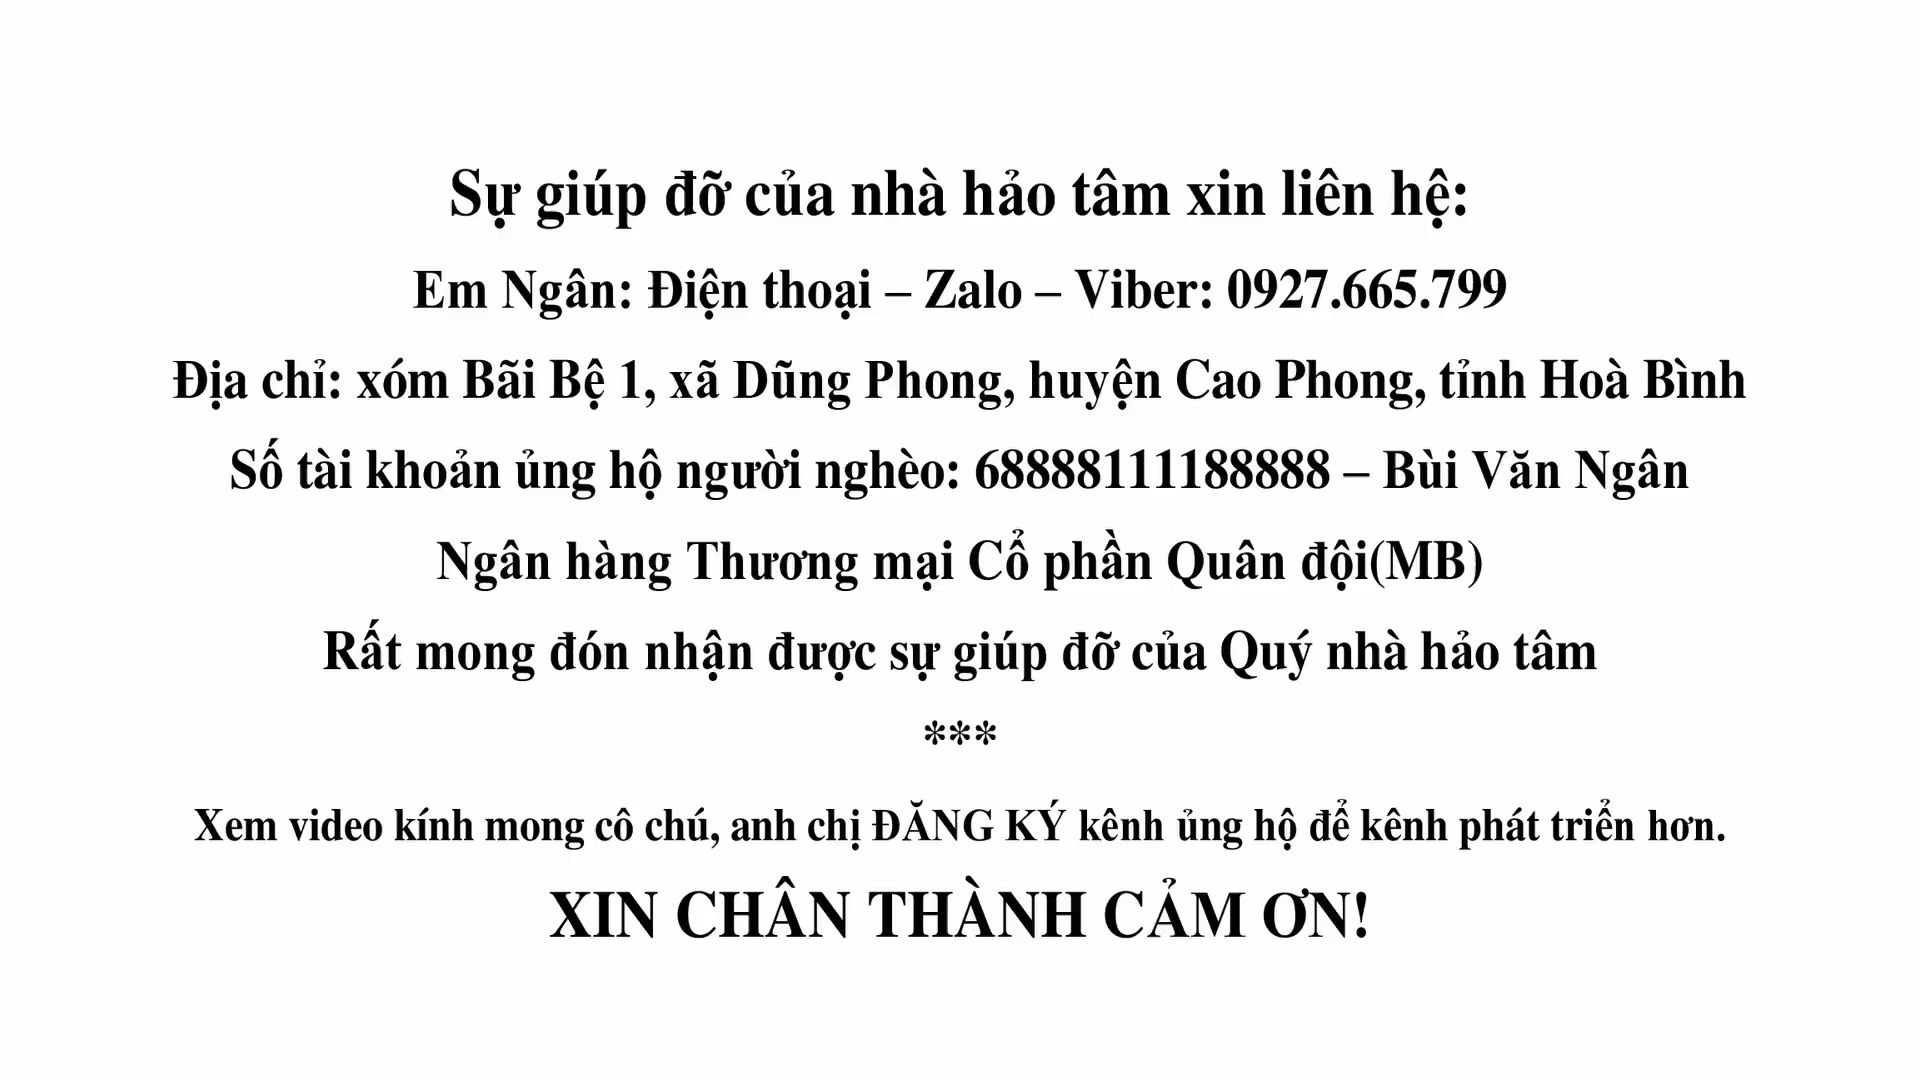 Sự giúp đỡ của nhà hảo tâm xin liên hệ:
Em Ngân: Điện thoại – Zalo – Viber: 0927.665.799
Địa chỉ: xóm Bãi Bệ 1, xã Dũng Phong, huyện Cao Phong, tỉnh Hoà Bình
Số tài khoản ủng hộ người nghèo: 68888111188888 – Bùi Văn Ngân
Ngân hàng Thương mại Cổ phần Quân đội(MB)
Rất mong đón nhận được sự giúp đỡ của Quý nhà hảo tâm
***
Xem video kính mong cô chú, anh chị ĐĂNG KÝ kênh ủng hộ để kênh phát triển hơn.
XIN CHÂN THÀNH CẢM ƠN!